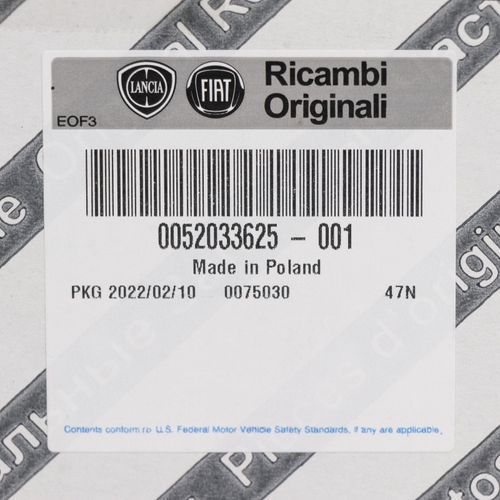 LANCIA
FIAT
Ricambi
Originali
EOF3
0052033625 - 001
Made in Poland
PKG 2022/02/10 0075030 47N
Contents conform to U.S. Federal Motor Vehicle Safety Standards, if any are applicable.